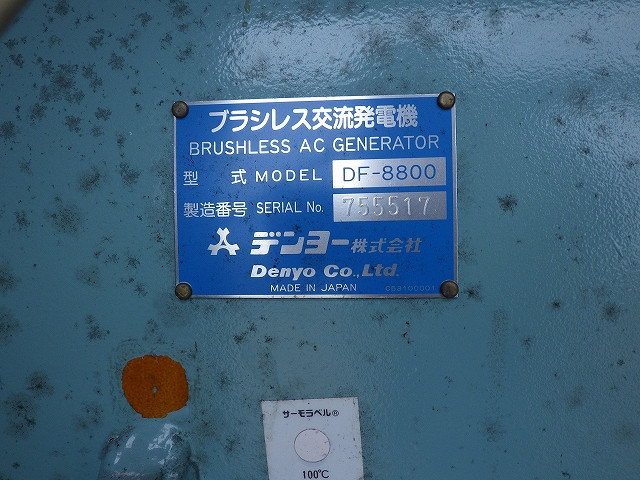 ブラシレス交流発電機
BRUSHLESS AC GENERATOR
型 式 MODEL DF-8800
製造番号 SERIAL No. 755517
デンヨー株式会社
Denyo Co.,Ltd.
MADE IN JAPAN
サーモラベル®
100℃